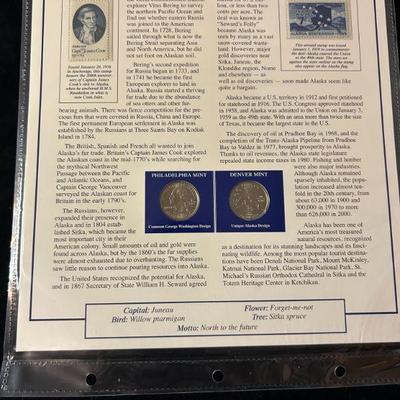 hired explorer Vitus Bering to survey
the northern Pacific Ocean and
find out whether eastern Russia
was joined to the American
continent. In 1728, Bering
sailed through what is now the
Bering Strait separating Asia
and North America, but he
did not set foot on Alaskan soil.
Bering's second expedition
for Russia began in 1733, and
in 1741 he became the first
European explorer to reach
Alaska. Russia started a thriving
fur trade due to the abundance
of sea otters and other fur-
bearing animals. There was fierce competition for the pre-
cious furs that were coveted in Russia, China and Europe.
The first permanent European settlement in Alaska was
established by the Russians at Three Saints Bay on Kodiak
Island in 1784.
The British, Spanish and French all wanted to join
Alaska's fur trade. Britain's Captain James Cook explored
the Alaskan coast in the mid-1770's while searching for
the mythical Northwest
Passage between the Pacific
and Atlantic Oceans, and
Captain George Vancouver
surveyed the Alaskan coast for
Britain in the early 1790's.
The Russians, however,
expanded their presence in
Alaska and in 1804 estab-
lished Sitka, which became the
most important city in their
American colony. Small amounts of oil and gold were
found across Alaska, but by the 1860's the fur supplies
were almost exhausted due to overhunting. The Russians
saw little reason to continue pouring resources into Alaska.
The United States recognized the potential for Alaska,
and in 1867 Secretary of State William H. Seward agreed
Captain James Cook
Issued January 20, 1978
in Anchorage, this stamp
cents per acre. The
deal was known as
"Seward's Folly"
because Alaska was
seen by many as a vast
snow-covered waste-
land. However, major
gold discoveries near
Sitka, Juneau, the
Klondike region,
Nome and elsewhere — as
well as oil discoveries — soon made Alaska seem more like
quite a bargain.
ALASKA STATEHOOD
Alaska became a U.S. territory in 1912 and first petitioned
for statehood in 1916. The U.S. Congress approved statehood
in 1958, and Alaska was admitted to the Union on January 3,
1959 as the 49th state. With an area more than twice the size
of Texas, it became the largest state in the U.S.
The discovery of oil at Prudhoe Bay in 1968, and the com-
pletion of the Trans-Alaska Pipeline from Prudhoe
Bay to Valdez in 1977, brought prosperity to Alaska.
Thanks to oil revenues, the Alaskan state legislature
repealed state income taxes in 1980. Fishing and lumber
were also major industries.
Although Alaska remained
sparsely inhabited, the
population increased almost ten-
fold in the 20th century, from
about 63,000 in 1900 and
300,000 in 1970 to more
than 626,000 in 2000.
Alaska has been one of
America's most treasured
natural resources, recognized
as a destination for its stunning landscapes and its fasci-
nating wildlife. Among the most popular tourist destina-
tions have been Denali National Park, Mount McKinley,
Katmai National Park, Glacier Bay National Park, St.
Michael's Russian Orthodox Cathedral in Sitka and the
Totem Heritage Center in Ketchikan.
PHILADELPHIA MINT
Common George Washington Design
DENVER MINT
Unique Alaska Design
Capital: Juneau
Flower: Forget-me-not
Bird: Willow ptarmigan
Tree: Sitka spruce
Motto: North to the future